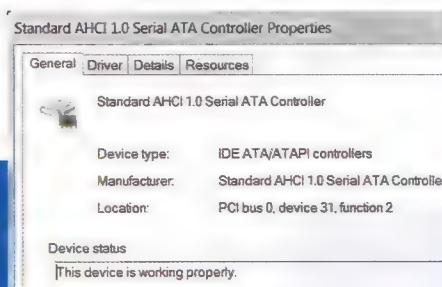 Standard AHCI 1.0 Serial ATA Controller Properties
General Driver Details Resources
Standard AHCI 1.0 Serial ATA Controller
Device type: IDE ATA/ATAPI controllers
Manufacturer: Standard AHCI 1.0 Serial ATA Controlle
Location: PCI bus 0, device 31, function 2
Device status
This device is working properly.